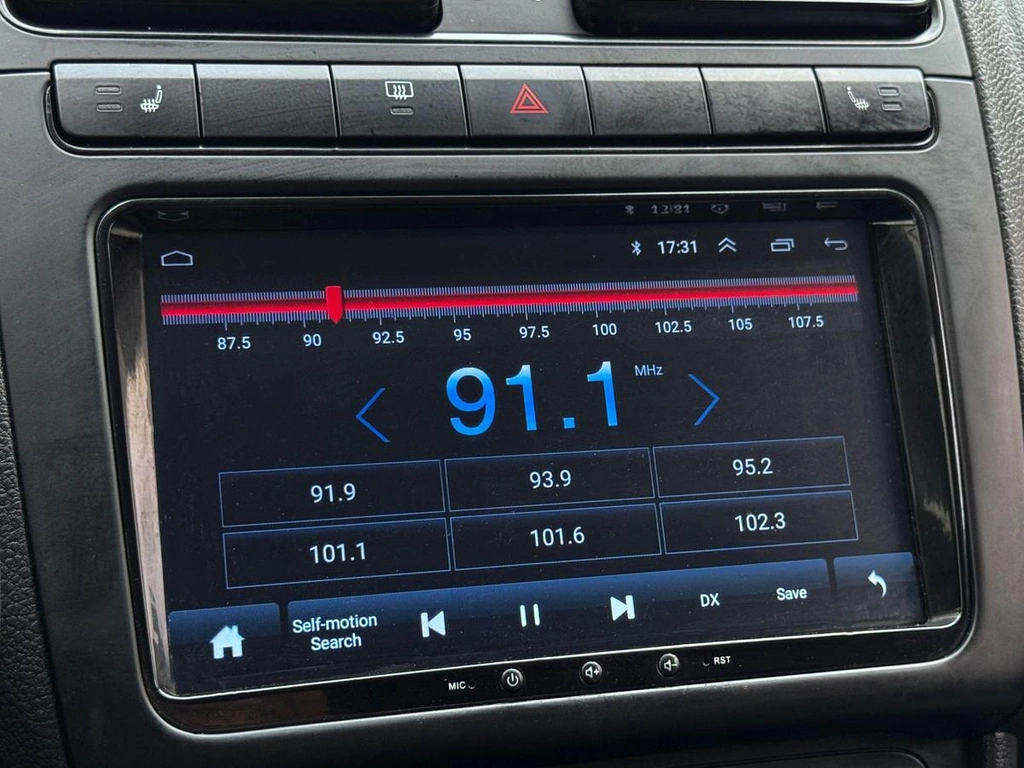 17:31
87.5 90 92.5 95 97.5 100 102.5 105 107.5
91.1 MHz
91.9 93.9 95.2
101.1 101.6 102.3
Self-motion
Search
DX Save
MIC RST